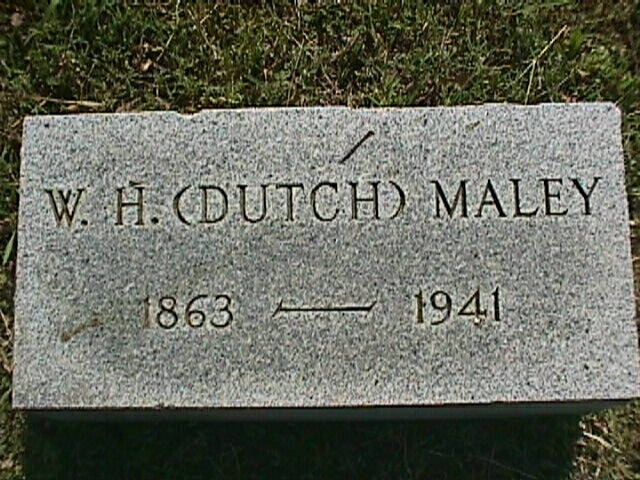 W. H. (DUTCH) MALEY
1863 — 1941